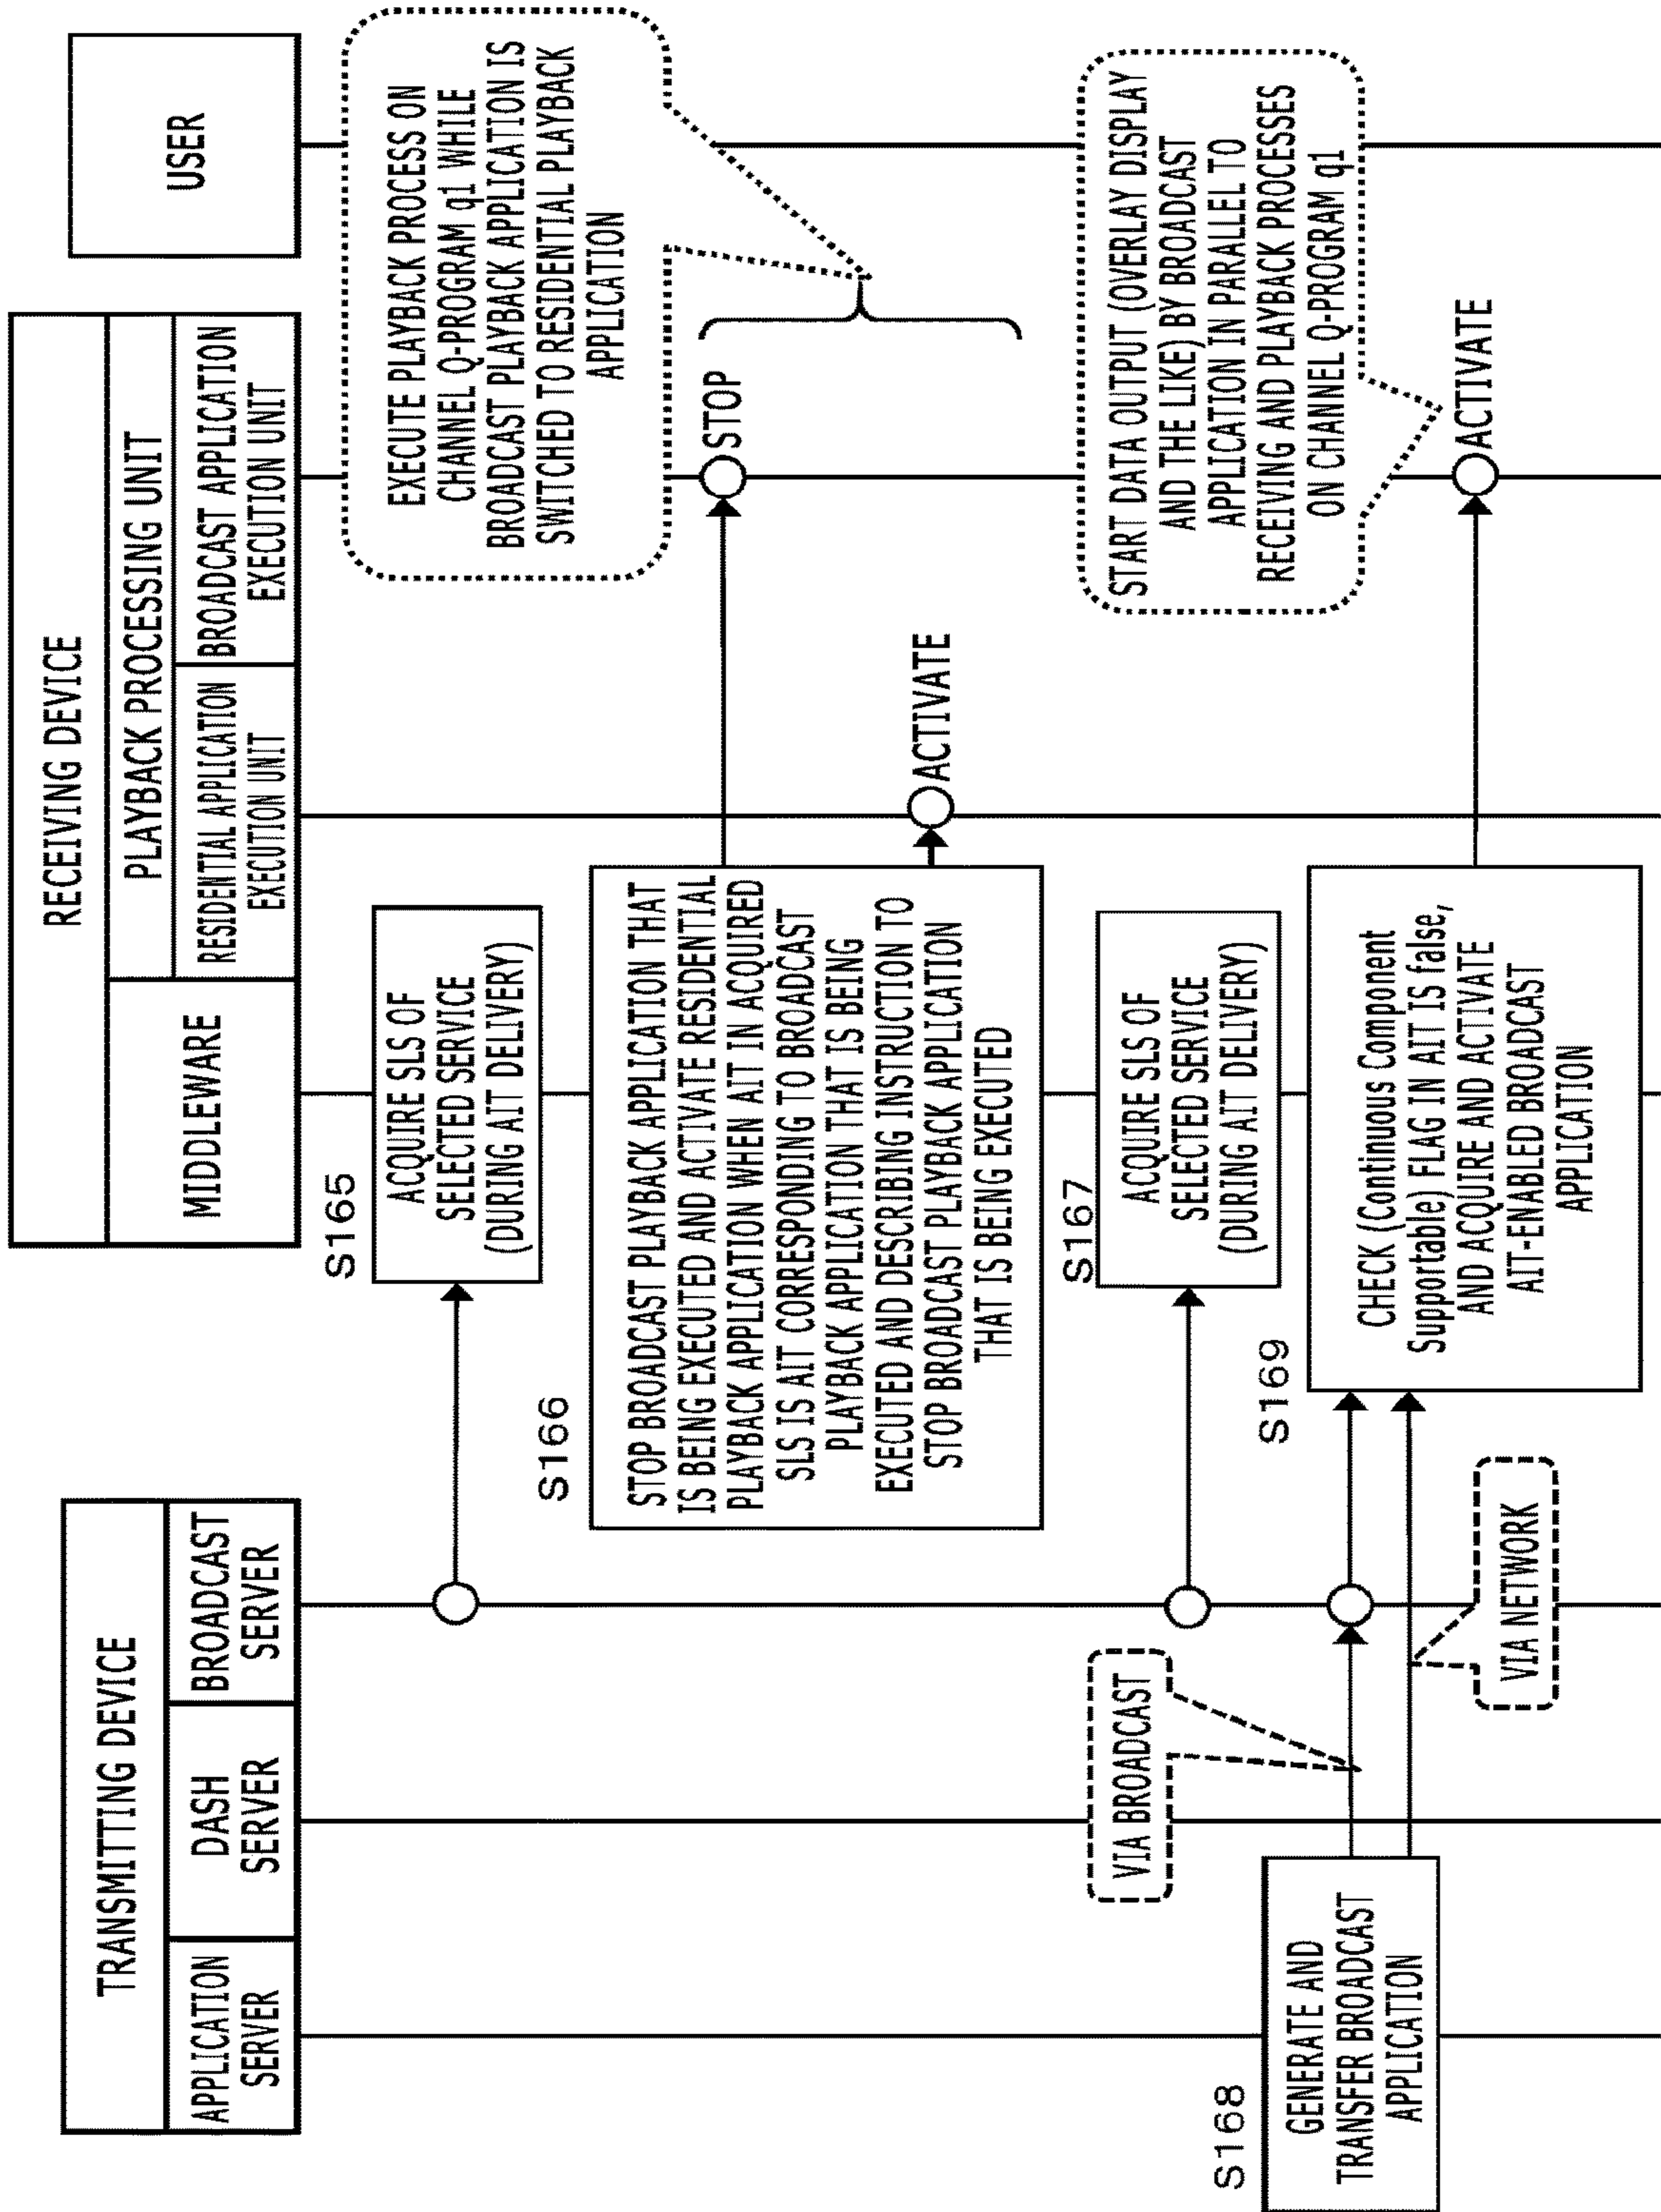 TRANSMITTING DEVICE
APPLICATION
SERVER
DASH
SERVER
BROADCAST
SERVER
RECEIVING DEVICE
MIDDLEWARE
PLAYBACK PROCESSING UNIT
RESIDENTIAL APPLICATION
EXECUTION UNIT
BROADCAST APPLICATION
EXECUTION UNIT
USER
S165
ACQUIRE SLS OF
SELECTED SERVICE
(DURING AIT DELIVERY)
EXECUTE PLAYBACK PROCESS ON
CHANNEL Q-PROGRAM q1 WHILE
BROADCAST PLAYBACK APPLICATION IS
SWITCHED TO RESIDENTIAL PLAYBACK
APPLICATION
S166
STOP BROADCAST PLAYBACK APPLICATION THAT
IS BEING EXECUTED AND ACTIVATE RESIDENTIAL
PLAYBACK APPLICATION WHEN AIT IN ACQUIRED
SLS IS AIT CORRESPONDING TO BROADCAST
PLAYBACK APPLICATION THAT IS BEING
EXECUTED AND DESCRIBING INSTRUCTION TO
STOP BROADCAST PLAYBACK APPLICATION
THAT IS BEING EXECUTED
STOP
ACTIVATE
S167
ACQUIRE SLS OF
SELECTED SERVICE
(DURING AIT DELIVERY)
START DATA OUTPUT (OVERLAY DISPLAY
AND THE LIKE) BY BROADCAST
APPLICATION IN PARALLEL TO
RECEIVING AND PLAYBACK PROCESSES
ON CHANNEL Q-PROGRAM q1
VIA BROADCAST
S168
GENERATE AND
TRANSFER BROADCAST
APPLICATION
VIA NETWORK
S169
CHECK (Continuous Component
Supportable) FLAG IN AIT IS false,
AND ACQUIRE AND ACTIVATE
AIT-ENABLED BROADCAST
APPLICATION
ACTIVATE